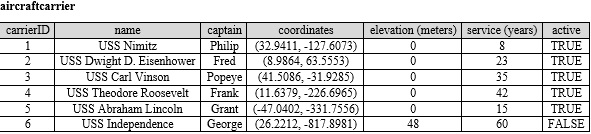 aircraftcarrier
carrierID name captain coordinates elevation (meters) service (years) active
1 USS Nimitz Philip (32.9411, -127.6073) 0 8 TRUE
2 USS Dwight D. Eisenhower Fred (8.9864, 63.5553) 0 23 TRUE
3 USS Carl Vinson Popeye (41.5086, -31.9285) 0 35 TRUE
4 USS Theodore Roosevelt Frank (11.6379, -226.6965) 0 42 TRUE
5 USS Abraham Lincoln Grant (-47.0402, -331.7556) 0 15 TRUE
6 USS Independence George (26.2212, -817.8981) 48 60 FALSE